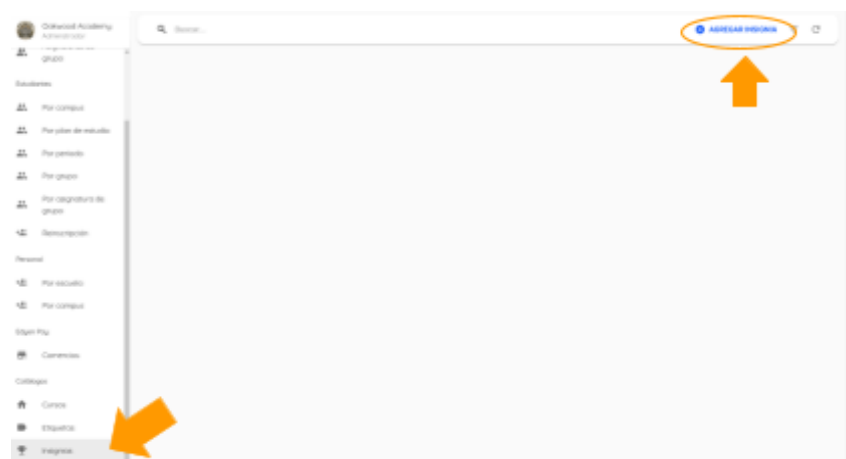 Oakwood Academy
Administrador
Buscar...
AGREGAR INSIGNIA
grupo
Estudiantes
Por campus
Por plan de estudio
Por periodo
Por grupo
Por asignatura de
grupo
Reinscripción
Personal
Por escuela
Por campus
Pay
Comercios
Catálogos
Cursos
Etiquetas
Insignias